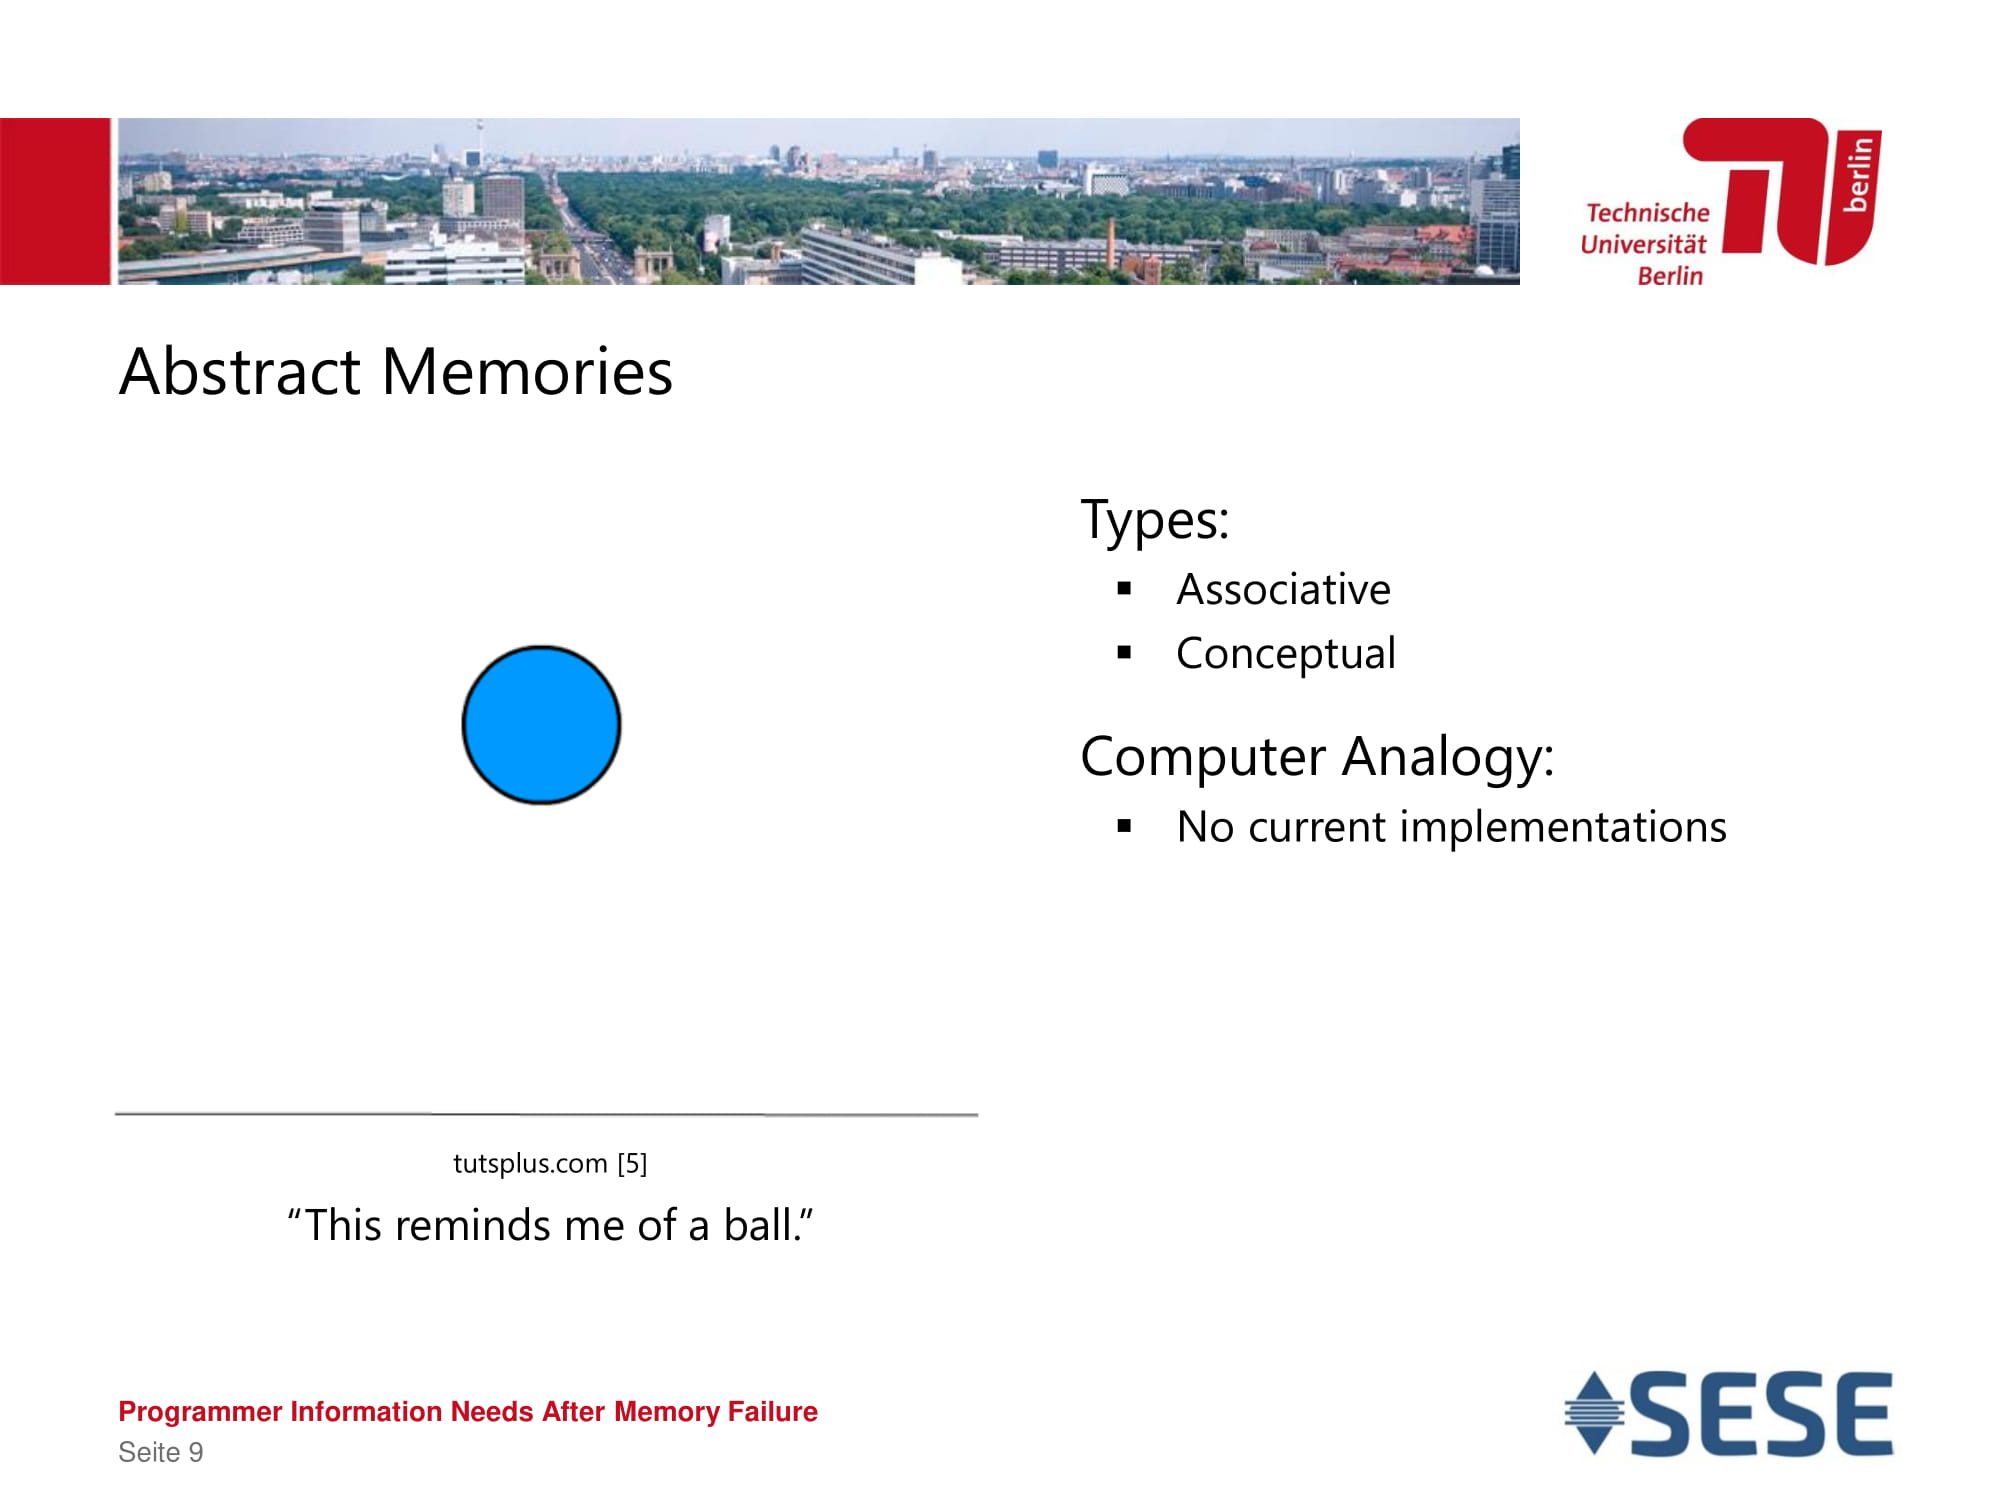 Technische
Universität
Berlin
berlin
Abstract Memories
Types:
▪ Associative
▪ Conceptual
Computer Analogy:
▪ No current implementations
tutsplus.com [5]
“This reminds me of a ball.”
Programmer Information Needs After Memory Failure
Seite 9
SESE